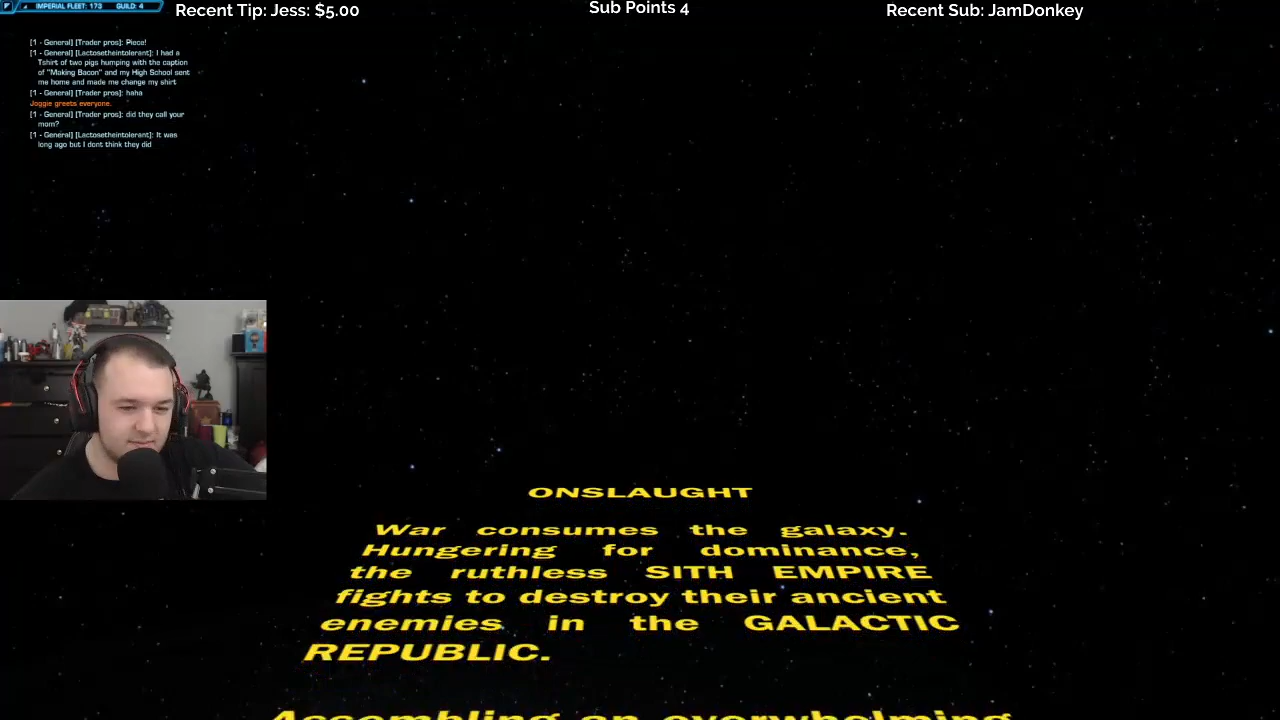 IMPERIAL FLEET: 173 GUILD: 4
Recent Tip: Jess: $5.00
Sub Points 4
Recent Sub: JamDonkey
[1 - General] [Trader pros]: Piece!
[1 - General] [Lactosetheintolerant]: I had a
Tshirt of two pigs humping with the caption
of "Making Bacon" and my High School sent
me home and made me change my shirt
[1 - General] [Trader pros]: haha
Joggie greets everyone.
[1 - General] [Trader pros]: did they call your
mom?
[1 - General] [Lactosetheintolerant]: It was
long ago but I dont think they did
ONSLAUGHT
War consumes the galaxy.
Hungering for dominance,
the ruthless SITH EMPIRE
fights to destroy their ancient
enemies in the GALACTIC
REPUBLIC.
Assembling an overwhelming